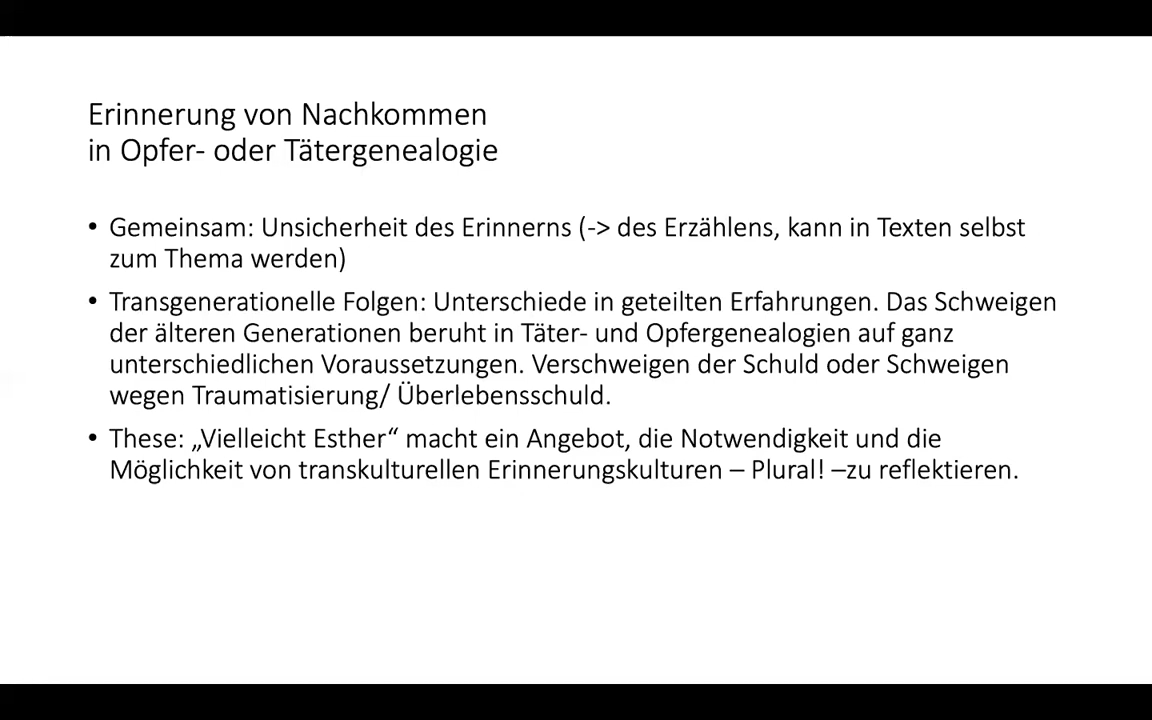 Erinnerung von Nachkommen
in Opfer- oder Tätergenealogie
• Gemeinsam: Unsicherheit des Erinnerns (-> des Erzählens, kann in Texten selbst
zum Thema werden)
• Transgenerationelle Folgen: Unterschiede in geteilten Erfahrungen. Das Schweigen
der älteren Generationen beruht in Täter- und Opfergenealogien auf ganz
unterschiedlichen Voraussetzungen. Verschweigen der Schuld oder Schweigen
wegen Traumatisierung/ Überlebensschuld.
• These: „Vielleicht Esther“ macht ein Angebot, die Notwendigkeit und die
Möglichkeit von transkulturellen Erinnerungskulturen – Plural! –zu reflektieren.